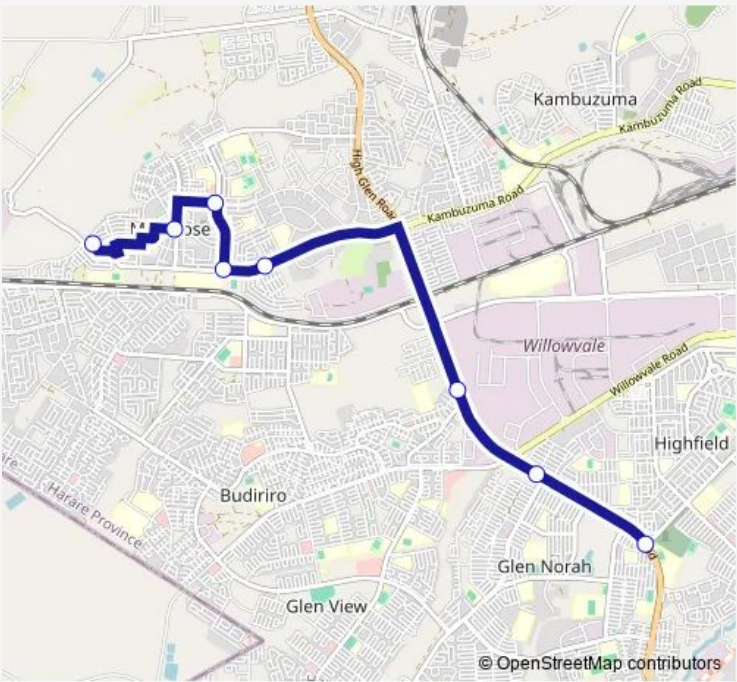 Kambuzuma
Kambuzuma Road
High Glen Road
Kambuzuma Road
Willowvale
Willowvale Road
Highfield
Budiriro
Harare Province
Glen Norah
Glen View
© OpenStreetMap contributors